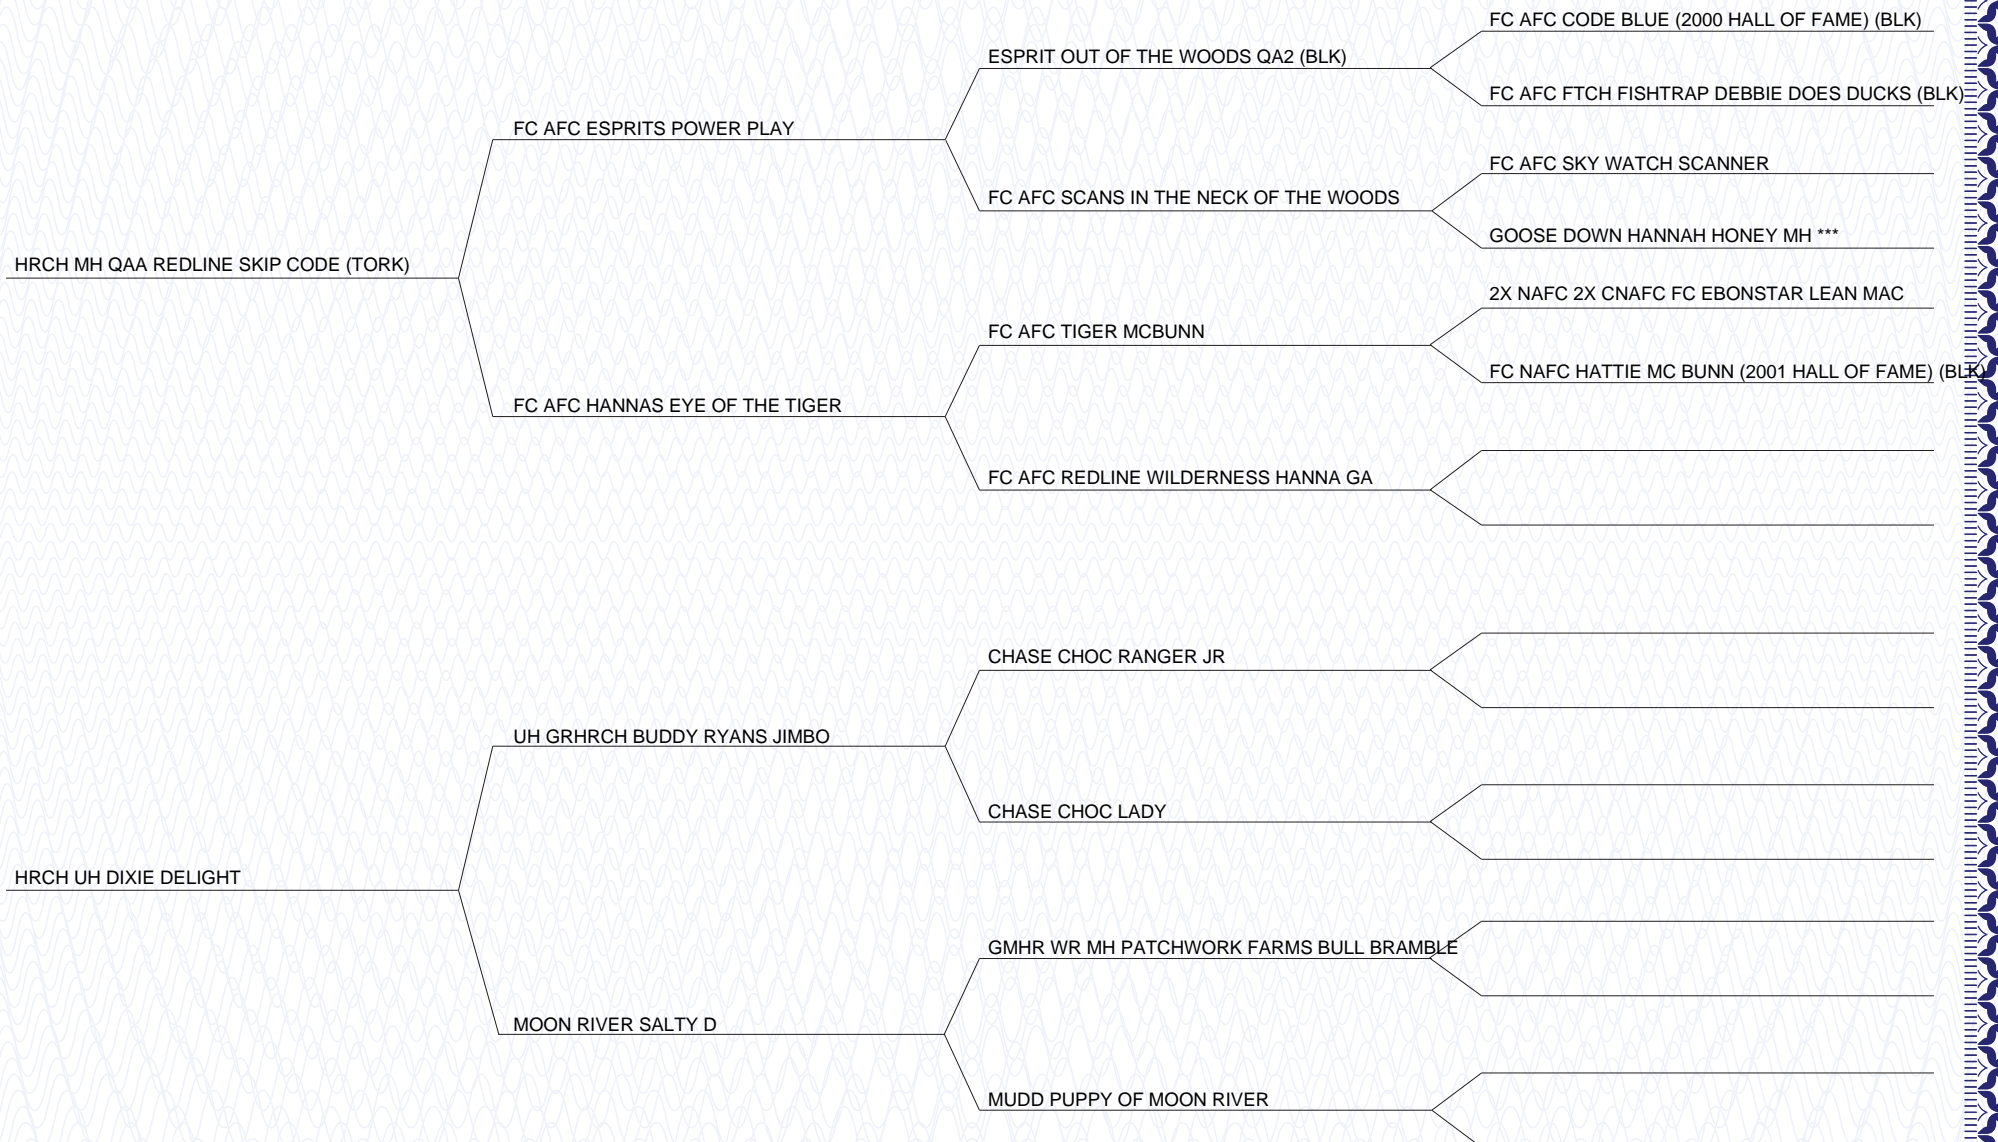 FC AFC CODE BLUE (2000 HALL OF FAME) (BLK)
ESPRIT OUT OF THE WOODS QA2 (BLK)
FC AFC FTCH FISHTRAP DEBBIE DOES DUCKS (BLK)
FC AFC ESPRITS POWER PLAY
FC AFC SKY WATCH SCANNER
FC AFC SCANS IN THE NECK OF THE WOODS
GOOSE DOWN HANNAH HONEY MH ***
HRCH MH QAA REDLINE SKIP CODE (TORK)
2X NAFC 2X CNAFC FC EBONSTAR LEAN MAC
FC AFC TIGER MCBUNN
FC NAFC HATTIE MC BUNN (2001 HALL OF FAME) (BLK)
FC AFC HANNAS EYE OF THE TIGER
FC AFC REDLINE WILDERNESS HANNA GA
CHASE CHOC RANGER JR
UH GRHRCH BUDDY RYANS JIMBO
CHASE CHOC LADY
HRCH UH DIXIE DELIGHT
GMHR WR MH PATCHWORK FARMS BULL BRAMBLE
MOON RIVER SALTY D
MUDD PUPPY OF MOON RIVER